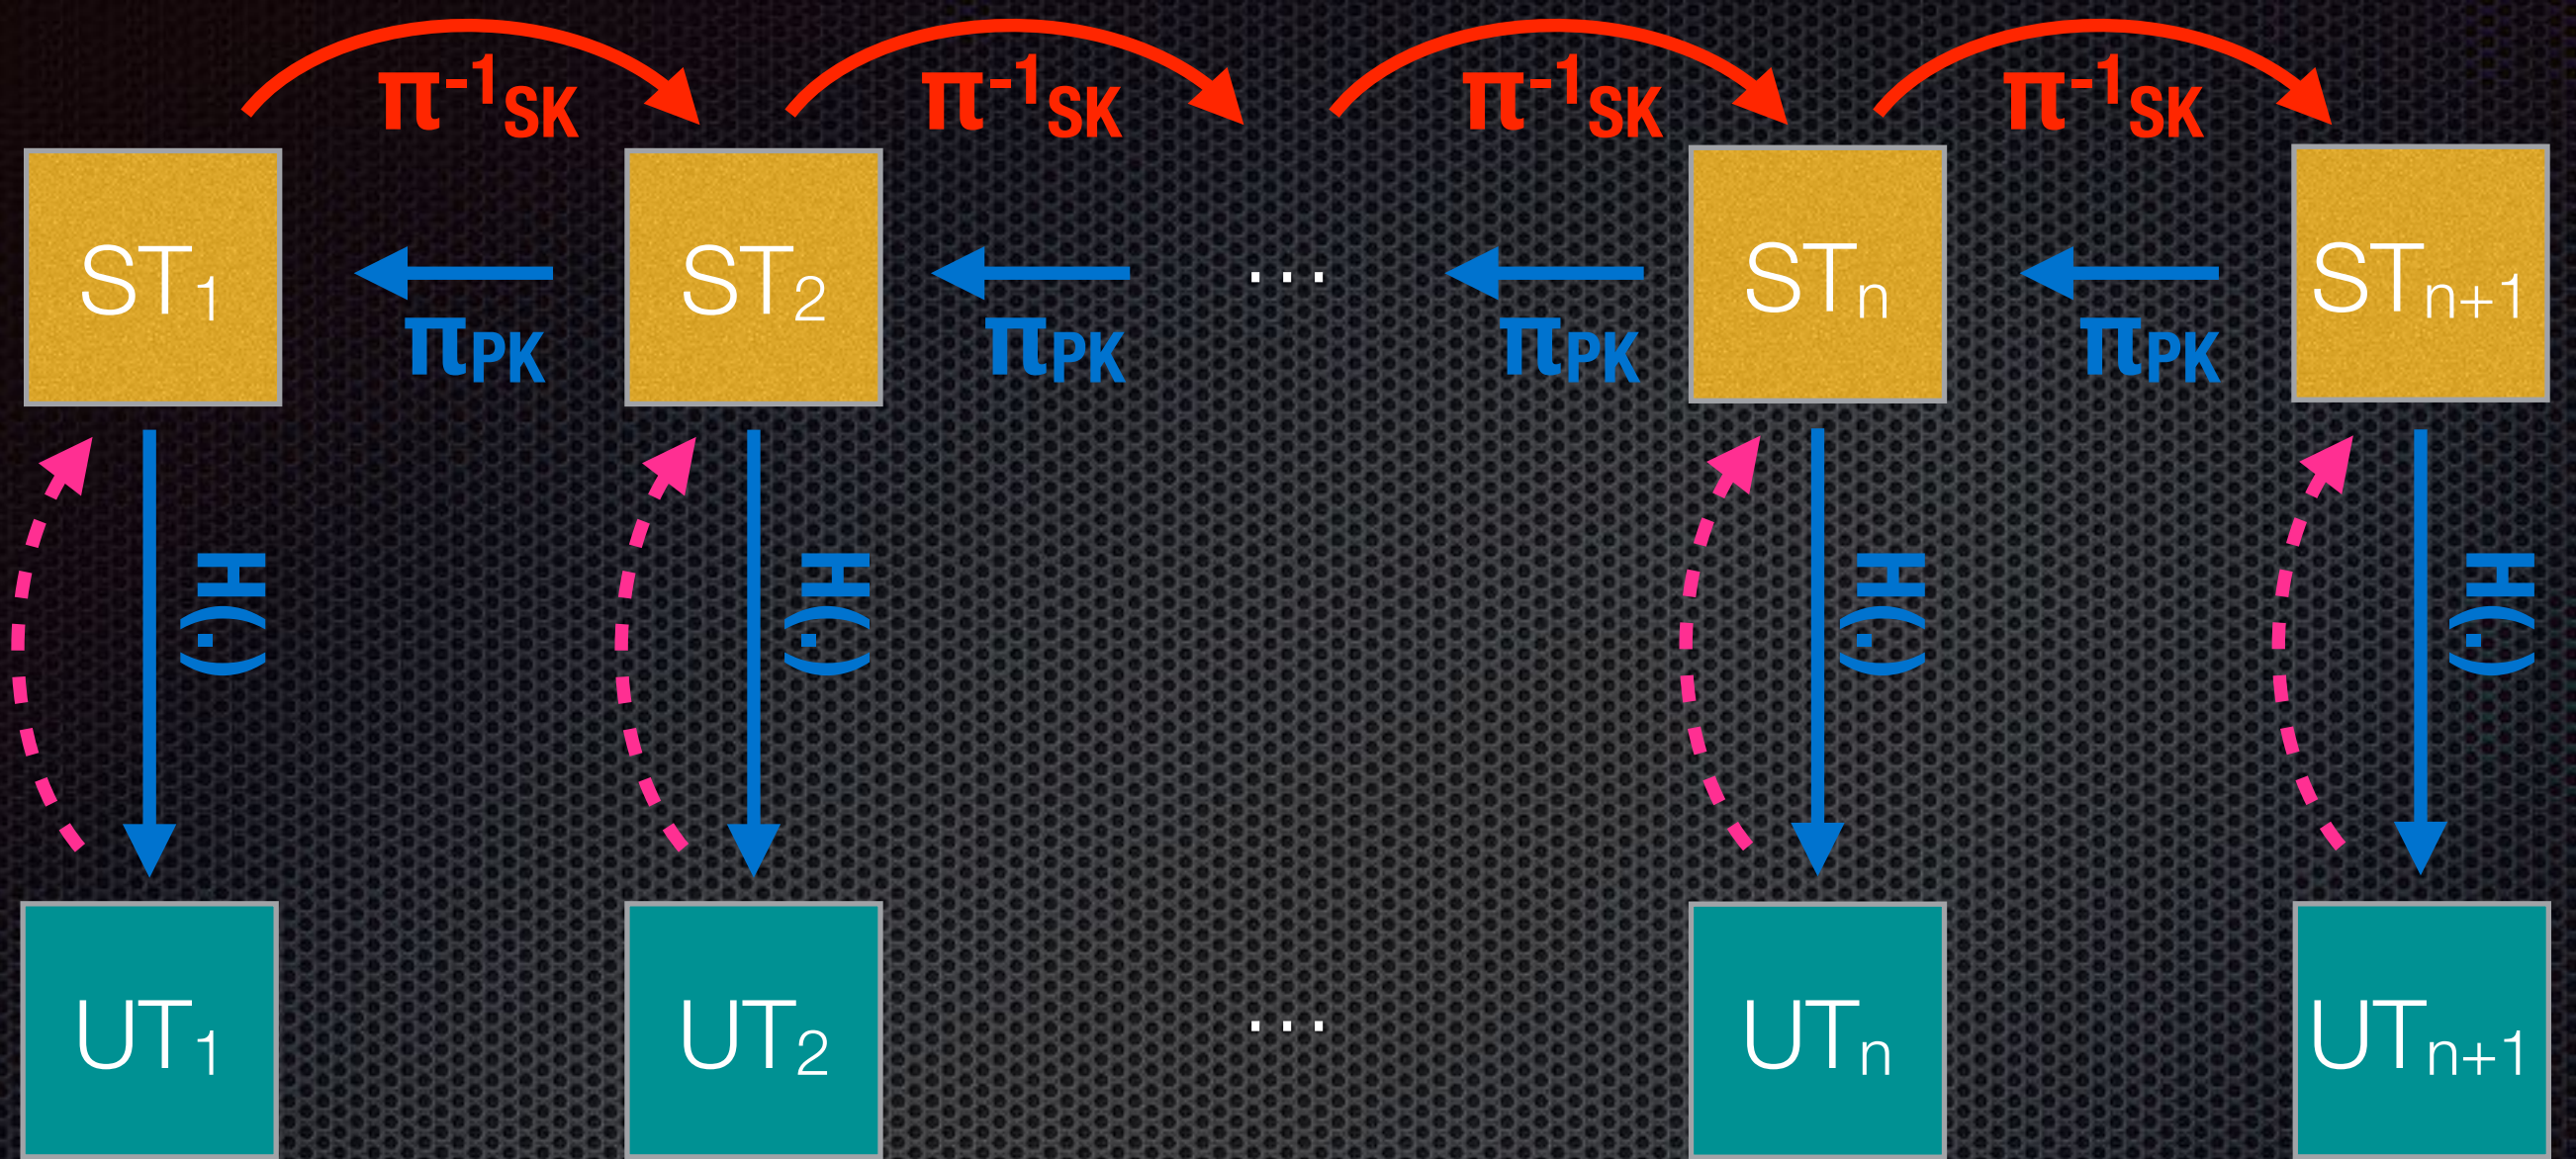 π⁻¹SK π⁻¹SK π⁻¹SK π⁻¹SK
ST₁ ST₂ ... STₙ STₙ₊₁
πPK πPK πPK πPK
H(.) H(.) H(.) H(.)
UT₁ UT₂ ... UTₙ UTₙ₊₁